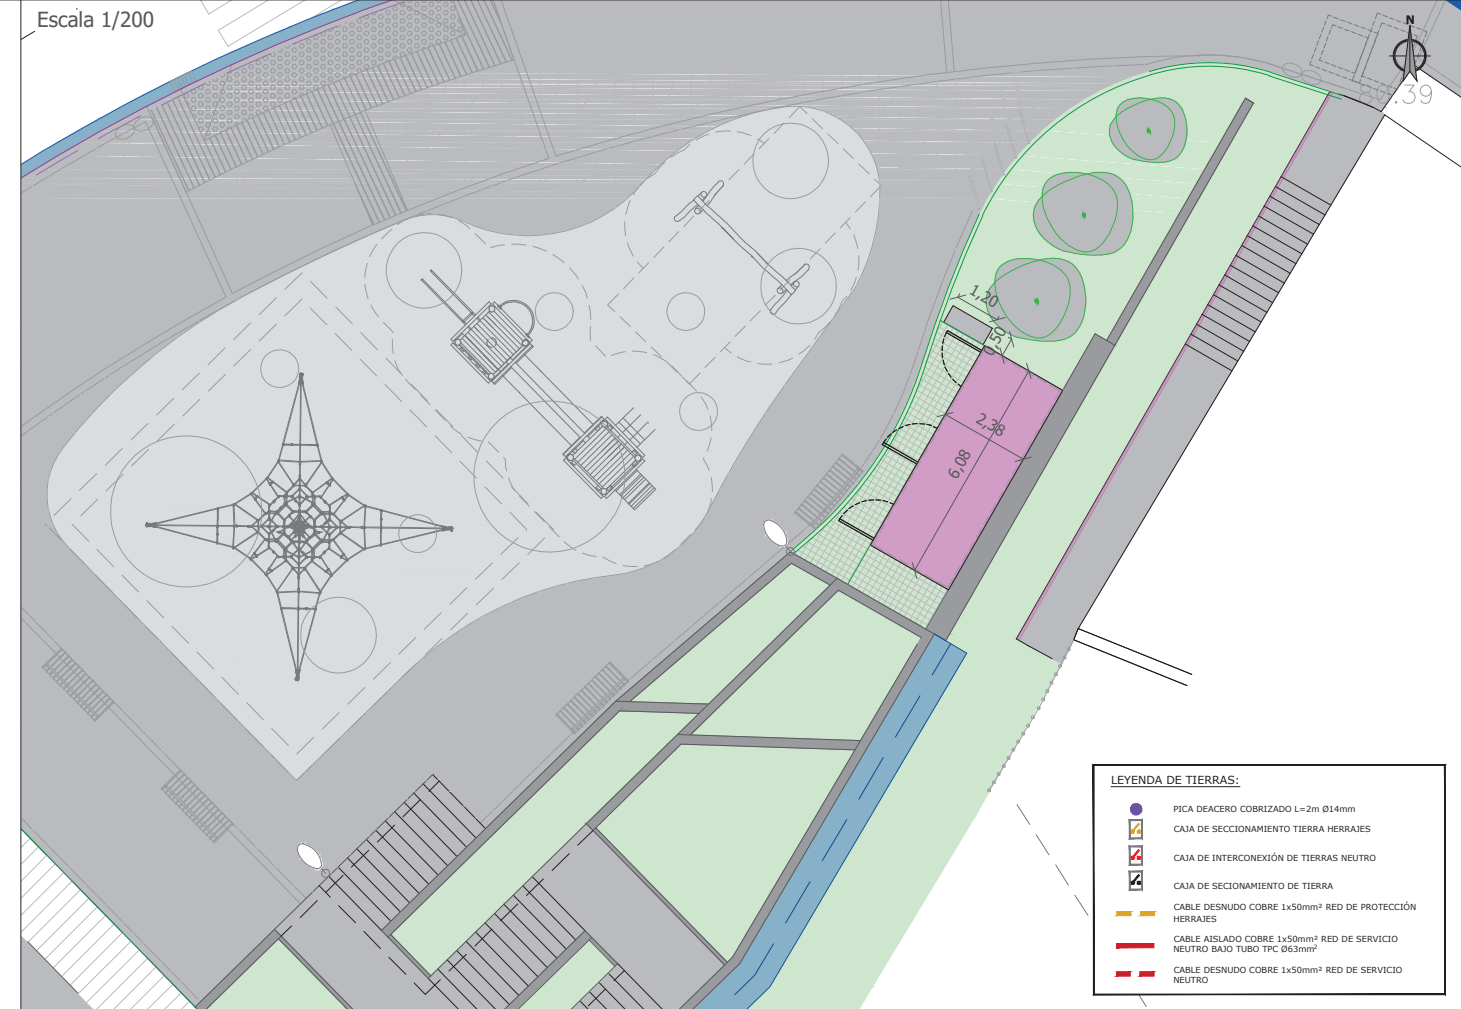 Escala 1/200
N
80.39
1,20
0,50
2,38
6,08
LEYENDA DE TIERRAS:
PICA DEACERO COBRIZADO L=2m Ø14mm
CAJA DE SECCIONAMIENTO TIERRA HERRAJES
CAJA DE INTERCONEXIÓN DE TIERRAS NEUTRO
CAJA DE SECIONAMIENTO DE TIERRA
CABLE DESNUDO COBRE 1x50mm² RED DE PROTECCIÓN
HERRAJES
CABLE AISLADO COBRE 1x50mm² RED DE SERVICIO
NEUTRO BAJO TUBO TPC Ø63mm²
CABLE DESNUDO COBRE 1x50mm² RED DE SERVICIO
NEUTRO